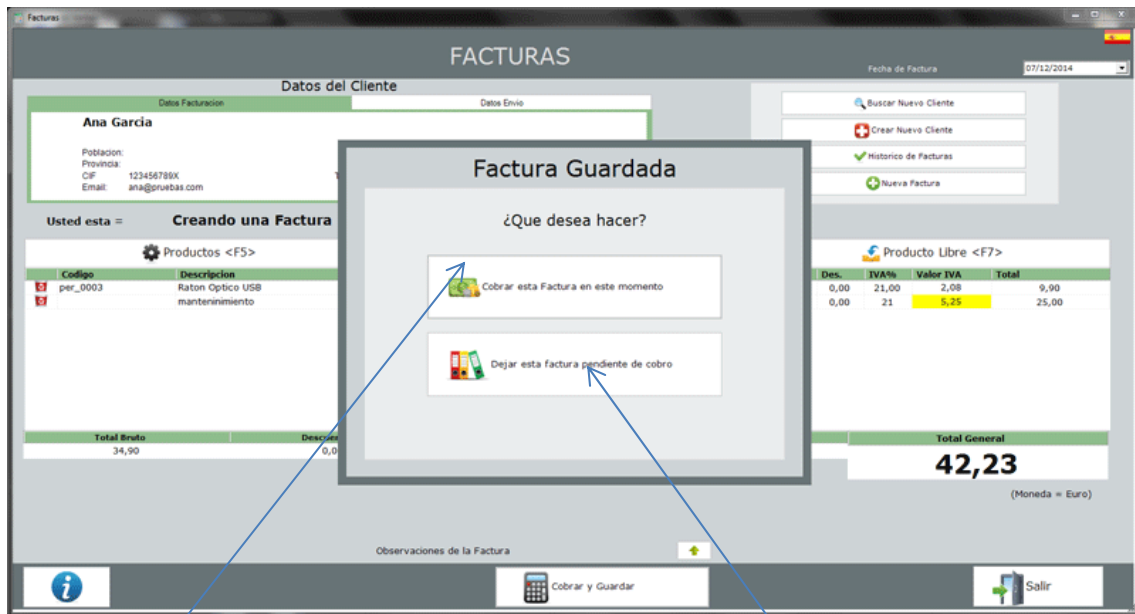 Facturas
FACTURAS
Fecha de Factura 07/12/2014
Datos del Cliente
Datos Facturacion Datos Envio
Ana Garcia
Poblacion:
Provincia:
CIF 123456789X
Email: ana@pruebas.com
Buscar Nuevo Cliente
Crear Nuevo Cliente
Historico de Facturas
Nueva Factura
Usted esta = Creando una Factura
Factura Guardada
¿Que desea hacer?
Cobrar esta Factura en este momento
Dejar esta factura pendiente de cobro
Productos <F5>
Producto Libre <F7>
Codigo Descripcion Des. IVA% Valor IVA Total
per_0003 Raton Optico USB 0,00 21,00 2,08 9,90
manteninimiento 0,00 21 5,25 25,00
Total Bruto Total General
34,90 42,23
(Moneda = Euro)
Observaciones de la Factura
Cobrar y Guardar
Salir